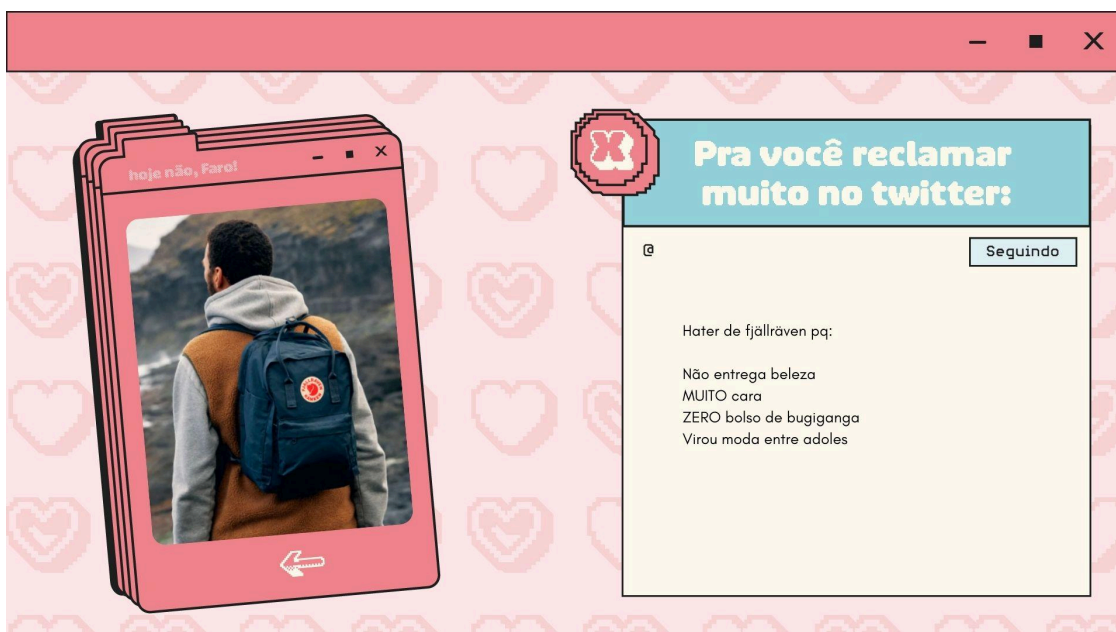 hoje não, Faro!
X
Pra você reclamar
muito no twitter:
@
Seguindo
Hater de fjällräven pq:
Não entrega beleza
MUITO cara
ZERO bolso de bugiganga
Virou moda entre adoles